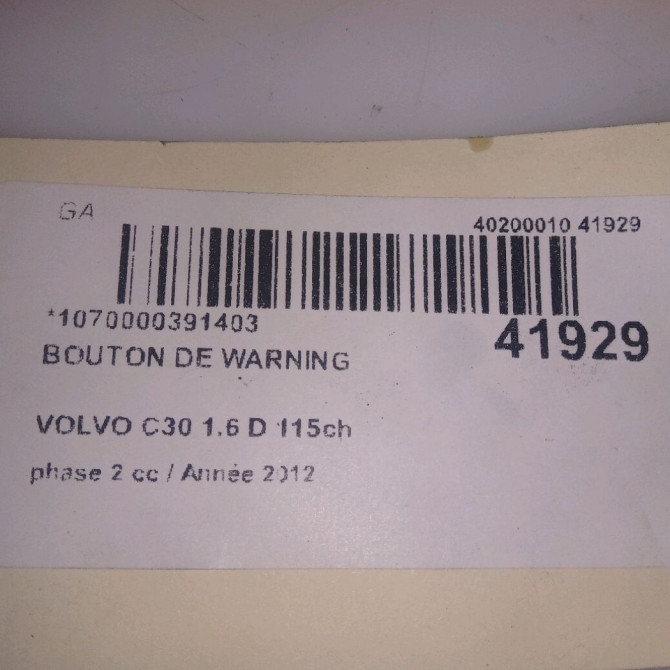 GA
40200010 41929
*1070000391403
41929
BOUTON DE WARNING
VOLVO C30 1.6 D 115ch
phase 2 cc / Année 2012